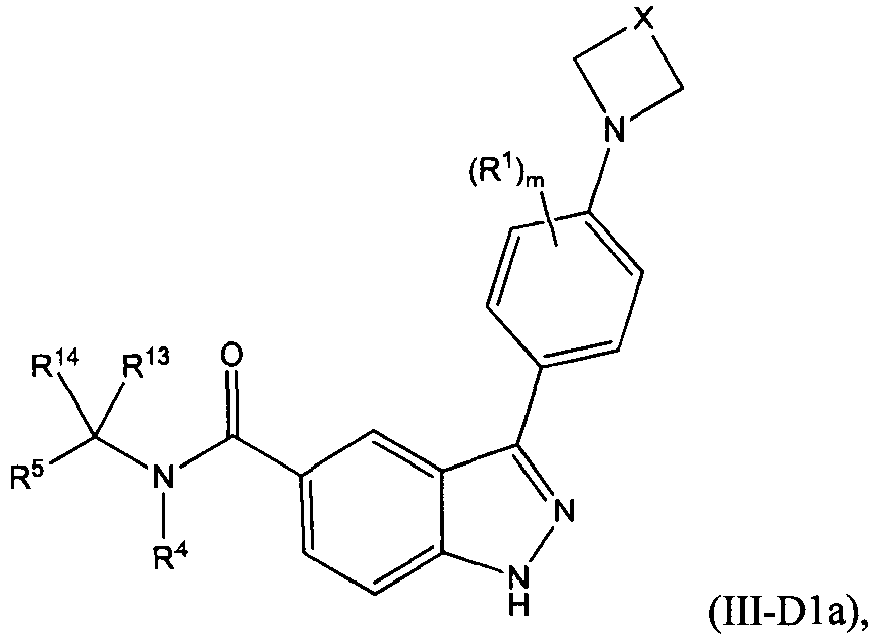 X
N
(R¹)ₘ
R¹⁴ R¹³ O
R⁵ N
N
R⁴
N
H
(III-D1a),